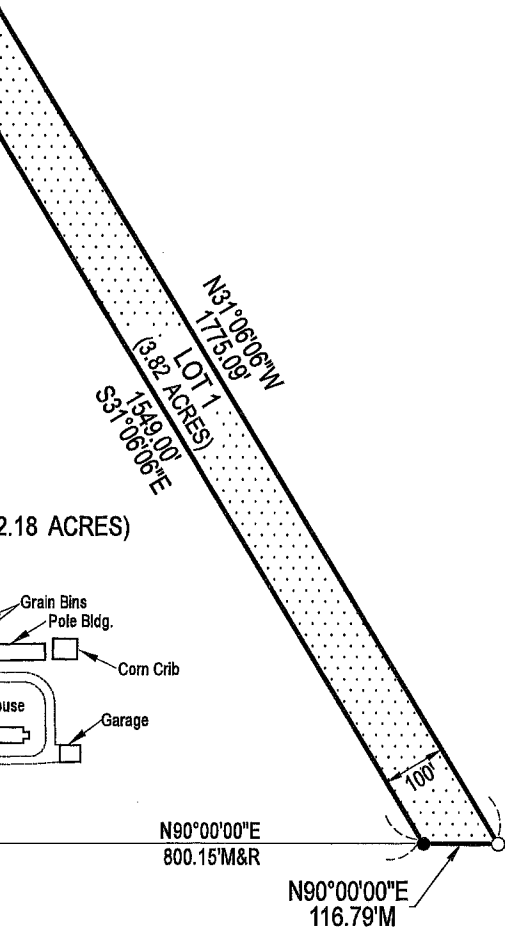 N31°06'06"W
1775.09'
LOT 1
(3.82 ACRES)
1549.00'
S31°06'06"E
2.18 ACRES)
Grain Bins
Pole Bldg.
Corn Crib
ouse
Garage
100'
N90°00'00"E
800.15'M&R
N90°00'00"E
116.79'M